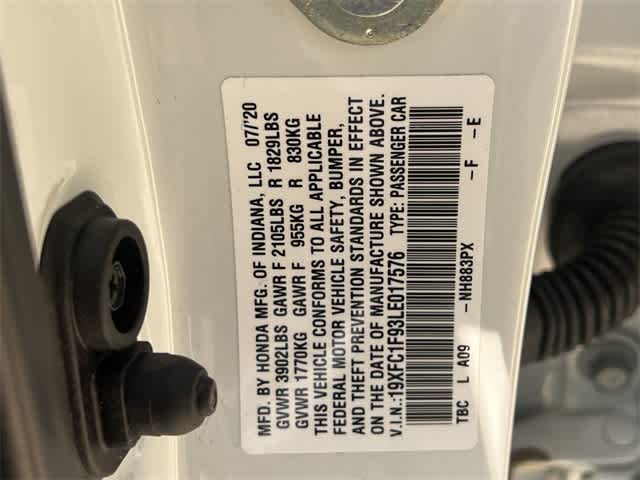 MFD. BY HONDA MFG. OF INDIANA, LLC 07/'20
GVWR 3902LBS GAWR F 2105LBS R 1829LBS
GVWR 1770KG GAWR F 955KG R 830KG
THIS VEHICLE CONFORMS TO ALL APPLICABLE
FEDERAL MOTOR VEHICLE SAFETY, BUMPER,
AND THEFT PREVENTION STANDARDS IN EFFECT
ON THE DATE OF MANUFACTURE SHOWN ABOVE.
V.I.N.:19XFC1F93LE017576 TYPE: PASSENGER CAR
TBC L A09 -NH883PX -F -E